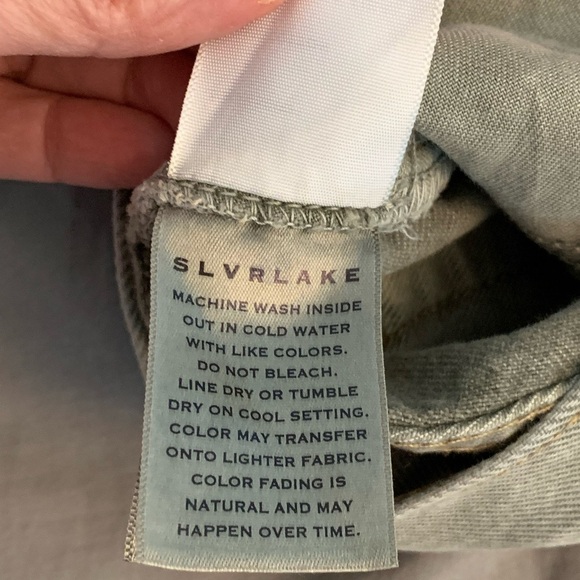 SLVRLAKE
MACHINE WASH INSIDE
OUT IN COLD WATER
WITH LIKE COLORS.
DO NOT BLEACH.
LINE DRY OR TUMBLE
DRY ON COOL SETTING.
COLOR MAY TRANSFER
ONTO LIGHTER FABRIC.
COLOR FADING IS
NATURAL AND MAY
HAPPEN OVER TIME.